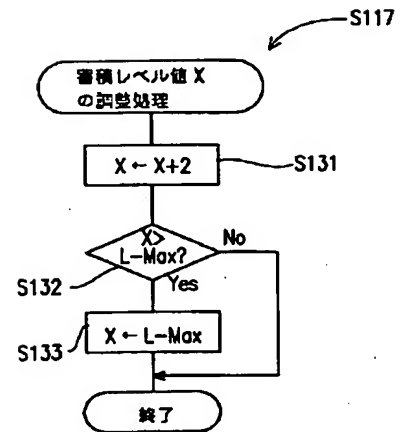 S117
蓄積レベル値 X
の調整処理
X ← X+2
S131
X>
L-Max?
No
S132
Yes
X ← L-Max
S133
終了